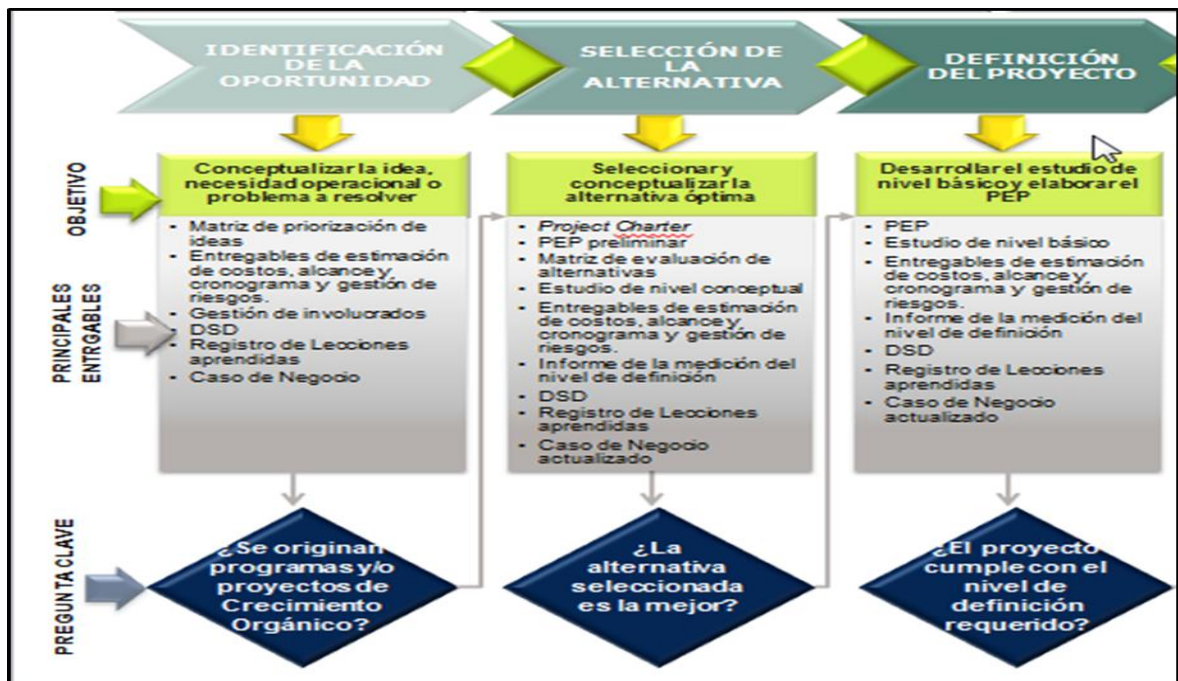 IDENTIFICACIÓN
DE LA
OPORTUNIDAD
SELECCIÓN DE
LA
ALTERNATIVA
DEFINICIÓN
DEL PROYECTO
OBJETIVO
Conceptualizar la idea,
necesidad operacional o
problema a resolver
Seleccionar y
conceptualizar la
alternativa óptima
Desarrollar el estudio de
nivel básico y elaborar el
PEP
PRINCIPALES
ENTRGABLES
• Matriz de priorización de
ideas
• Entregables de estimación
de costos, alcance y
cronograma y gestión de
riesgos.
• Gestión de involucrados
• DSD
• Registro de Lecciones
aprendidas
• Caso de Negocio
• Project Charter
• PEP preliminar
• Matriz de evaluación de
alternativas
• Estudio de nivel conceptual
• Entregables de estimación
de costos, alcance y
cronograma y gestión de
riesgos.
• Informe de la medición del
nivel de definición
• DSD
• Registro de Lecciones
aprendidas
• Caso de Negocio
actualizado
• PEP
• Estudio de nivel básico
• Entregables de estimación
de costos, alcance y
cronograma y gestión de
riesgos.
• Informe de la medición del
nivel de definición
• DSD
• Registro de Lecciones
aprendidas
• Caso de Negocio
actualizado
PREGUNTA CLAVE
¿Se originan
programas y/o
proyectos de
Crecimiento
Orgánico?
¿La
alternativa
seleccionada
es la mejor?
¿El proyecto
cumple con el
nivel de
definición
requerido?